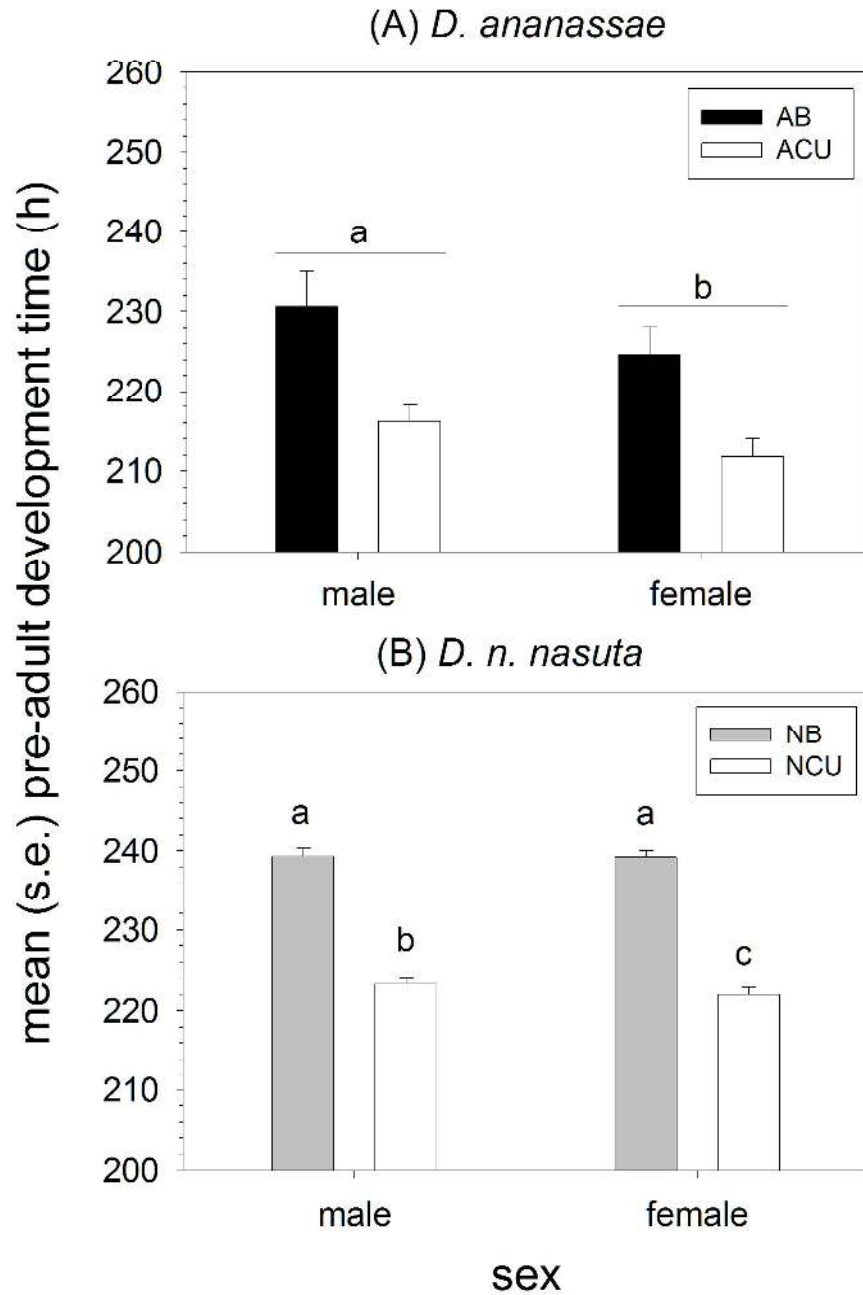 (A) D. ananassae
mean (s.e.) pre-adult development time (h)
260
250
240
230
220
210
200
AB
ACU
a
b
male
female
(B) D. n. nasuta
260
250
240
230
220
210
200
NB
NCU
a
b
a
c
male
female
sex